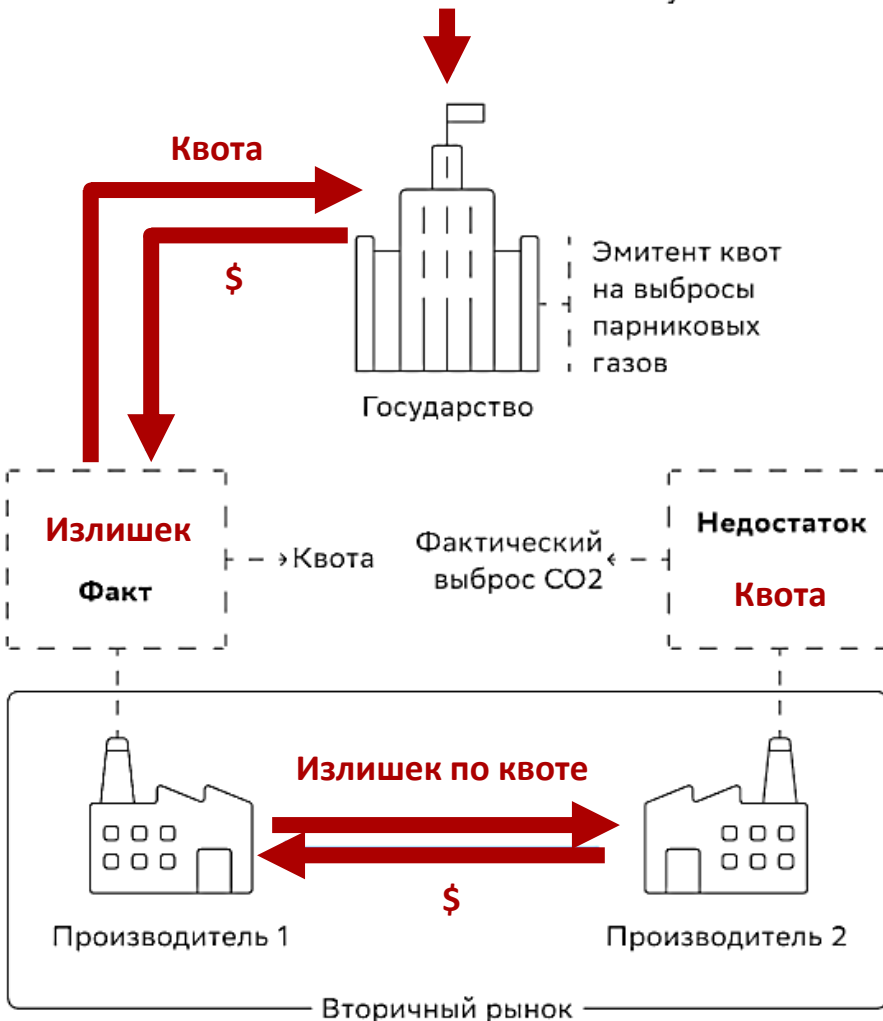 Квота
$
Эмитент квот
на выбросы
парниковых
газов
Государство
Излишек
Факт
Квота
Фактический
выброс СО2
Недостаток
Квота
Излишек по квоте
$
Производитель 1
Производитель 2
Вторичный рынок